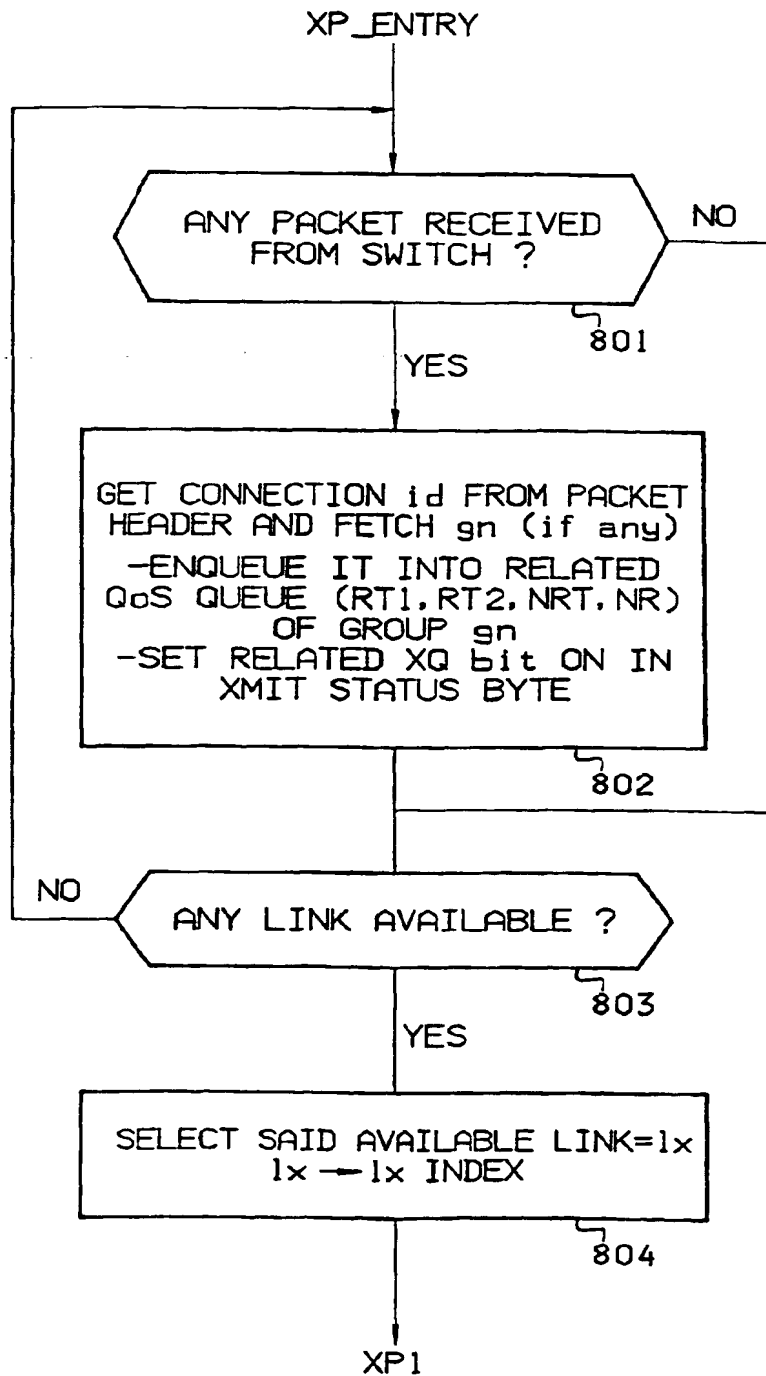 XP_ENTRY
ANY PACKET RECEIVED
FROM SWITCH ?
NO
801
YES
GET CONNECTION id FROM PACKET
HEADER AND FETCH gn (if any)
-ENQUEUE IT INTO RELATED
QoS QUEUE (RT1,RT2,NRT,NR)
OF GROUP gn
-SET RELATED XQ bit ON IN
XMIT STATUS BYTE
802
NO
ANY LINK AVAILABLE ?
803
YES
SELECT SAID AVAILABLE LINK=lx
lx → lx INDEX
804
XP1